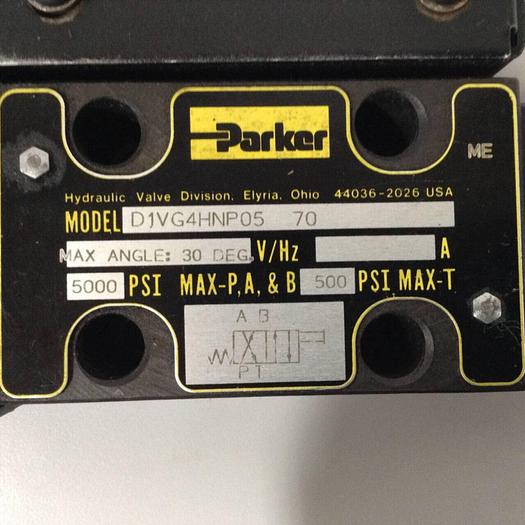 Parker
ME
Hydraulic Valve Division, Elyria, Ohio 44036-2026 USA
MODEL D1VG4HNP05 70
MAX ANGLE: 30 DEG. V/Hz A
5000 PSI MAX-P,A, & B 500 PSI MAX-T
A B
P T